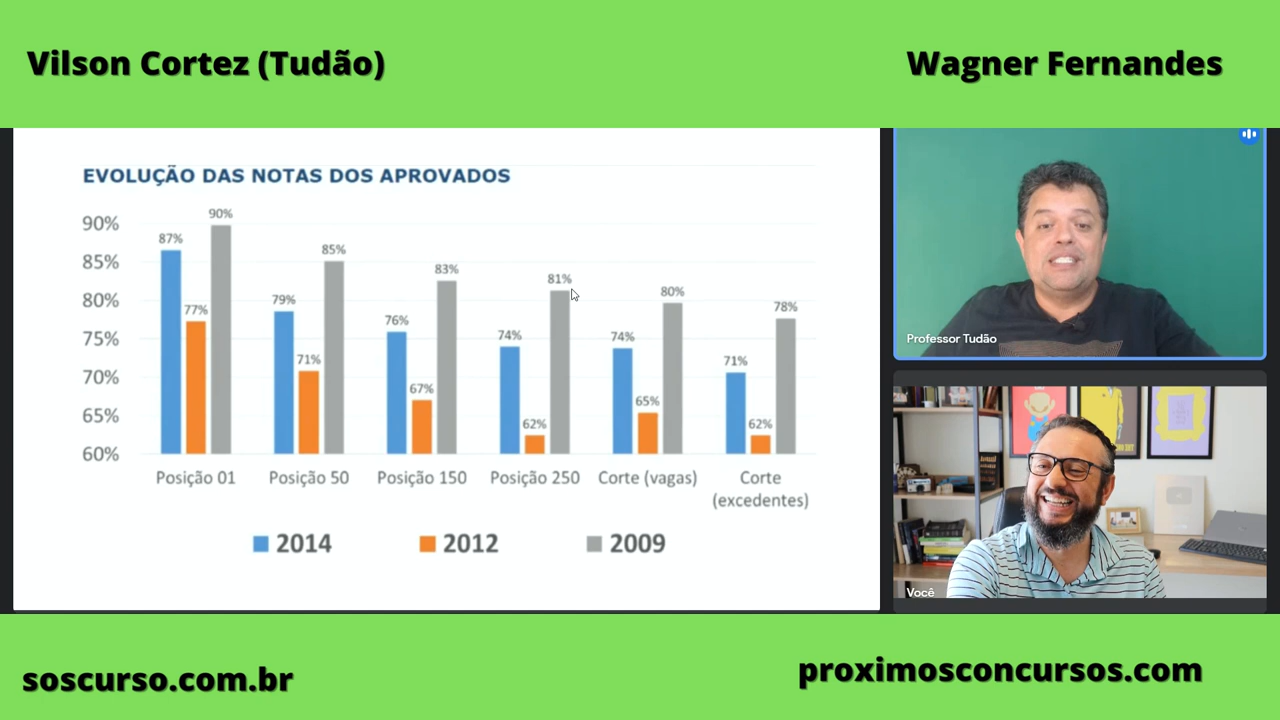 Vilson Cortez (Tudão)
Wagner Fernandes
EVOLUÇÃO DAS NOTAS DOS APROVADOS
90%
85%
80%
75%
70%
65%
60%
87%
77%
90%
79%
71%
85%
76%
67%
83%
74%
62%
81%
74%
65%
80%
71%
62%
78%
Posição 01
Posição 50
Posição 150
Posição 250
Corte (vagas)
Corte
(excedentes)
2014
2012
2009
Professor Tudão
Você
soscurso.com.br
proximosconcursos.com